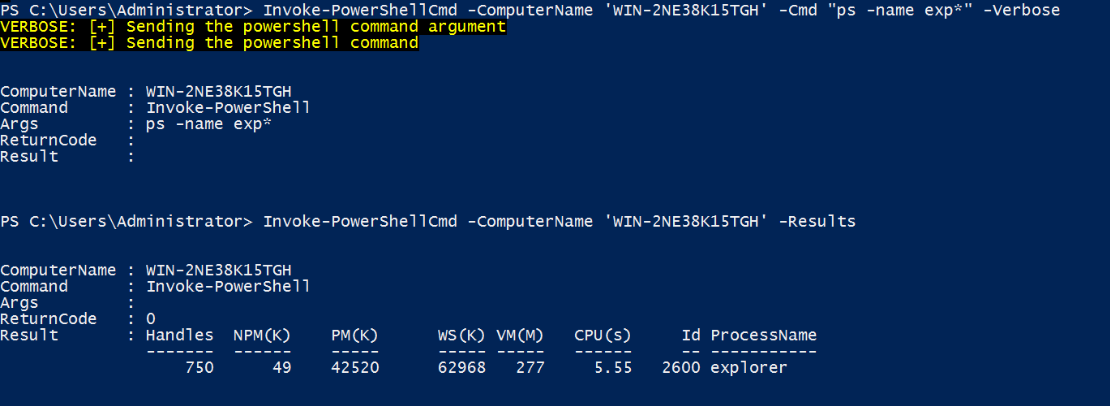 PS C:\Users\Administrator> Invoke-PowerShellCmd -ComputerName 'WIN-2NE38K15TGH' -Cmd "ps -name exp*" -Verbose
VERBOSE: [+] Sending the powershell command argument
VERBOSE: [+] Sending the powershell command
ComputerName : WIN-2NE38K15TGH
Command      : Invoke-PowerShell
Args         : ps -name exp*
ReturnCode   :
Result       :
PS C:\Users\Administrator> Invoke-PowerShellCmd -ComputerName 'WIN-2NE38K15TGH' -Results
ComputerName : WIN-2NE38K15TGH
Command      : Invoke-PowerShell
Args         :
ReturnCode   : 0
Result       : Handles  NPM(K)    PM(K)      WS(K) VM(M)   CPU(s)     Id ProcessName
               -------  ------    -----      ----- -----   ------     -- -----------
                   750      49    42520      62968   277     5.55   2600 explorer